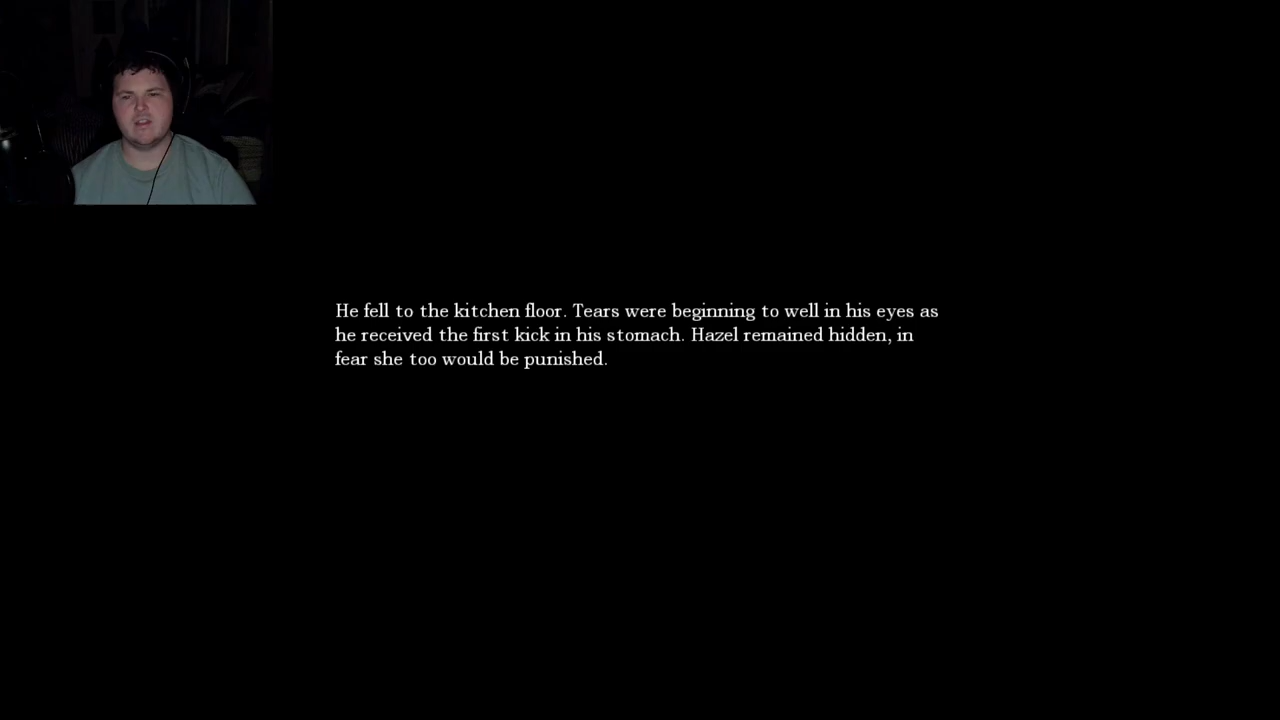 He fell to the kitchen floor. Tears were beginning to well in his eyes as
he received the first kick in his stomach. Hazel remained hidden, in
fear she too would be punished.